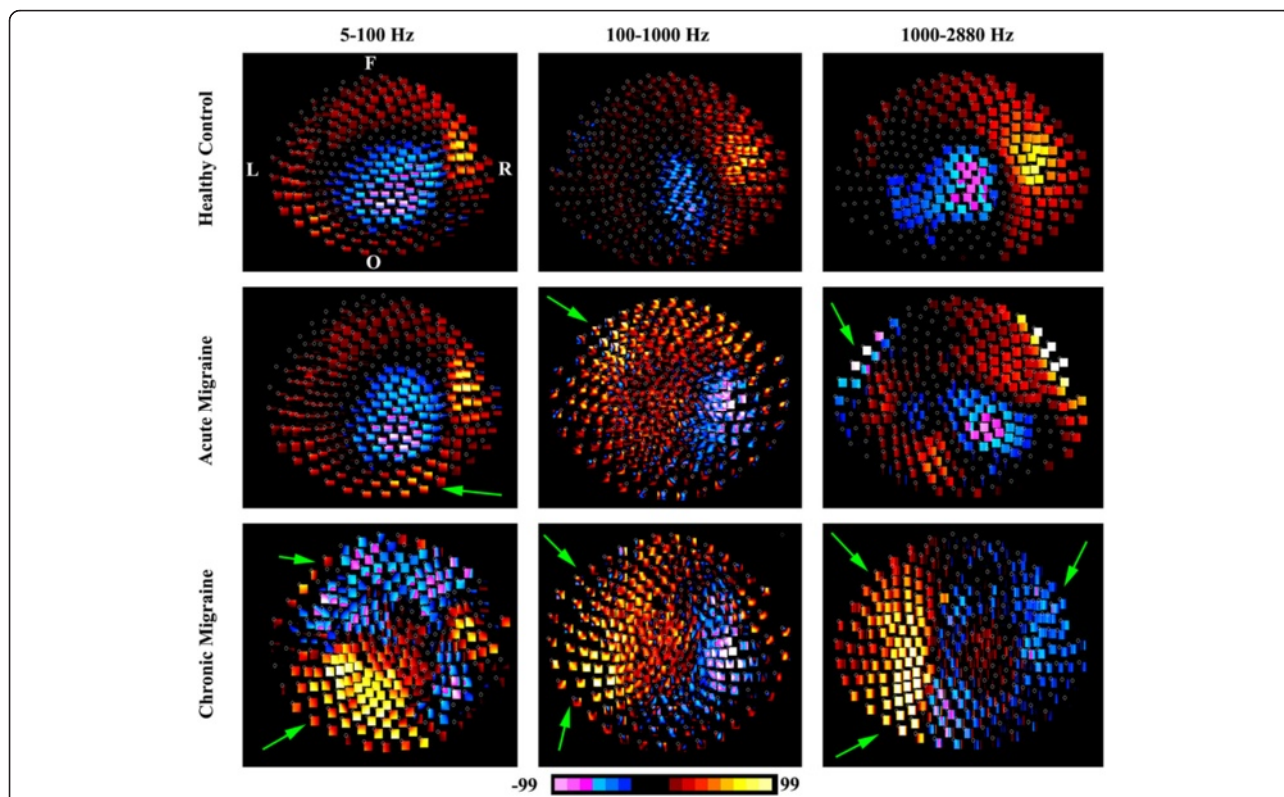 5-100 Hz 100-1000 Hz 1000-2880 Hz
Healthy Control
F
L R
O
Acute Migraine
Chronic Migraine
-99 99